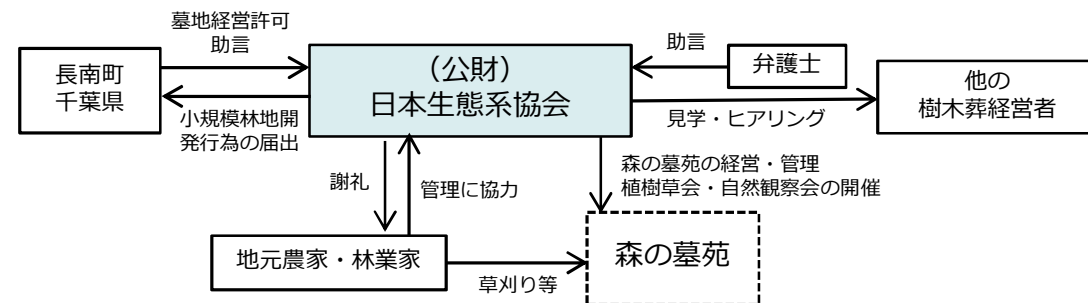 墓地経営許可
助言
長南町
千葉県
小規模林地開
発行為の届出
（公財）
日本生態系協会
助言
弁護士
見学・ヒアリング
他の
樹木葬経営者
謝礼
管理に協力
森の墓苑の経営・管理
植樹草会・自然観察会の開催
地元農家・林業家
草刈り等
森の墓苑